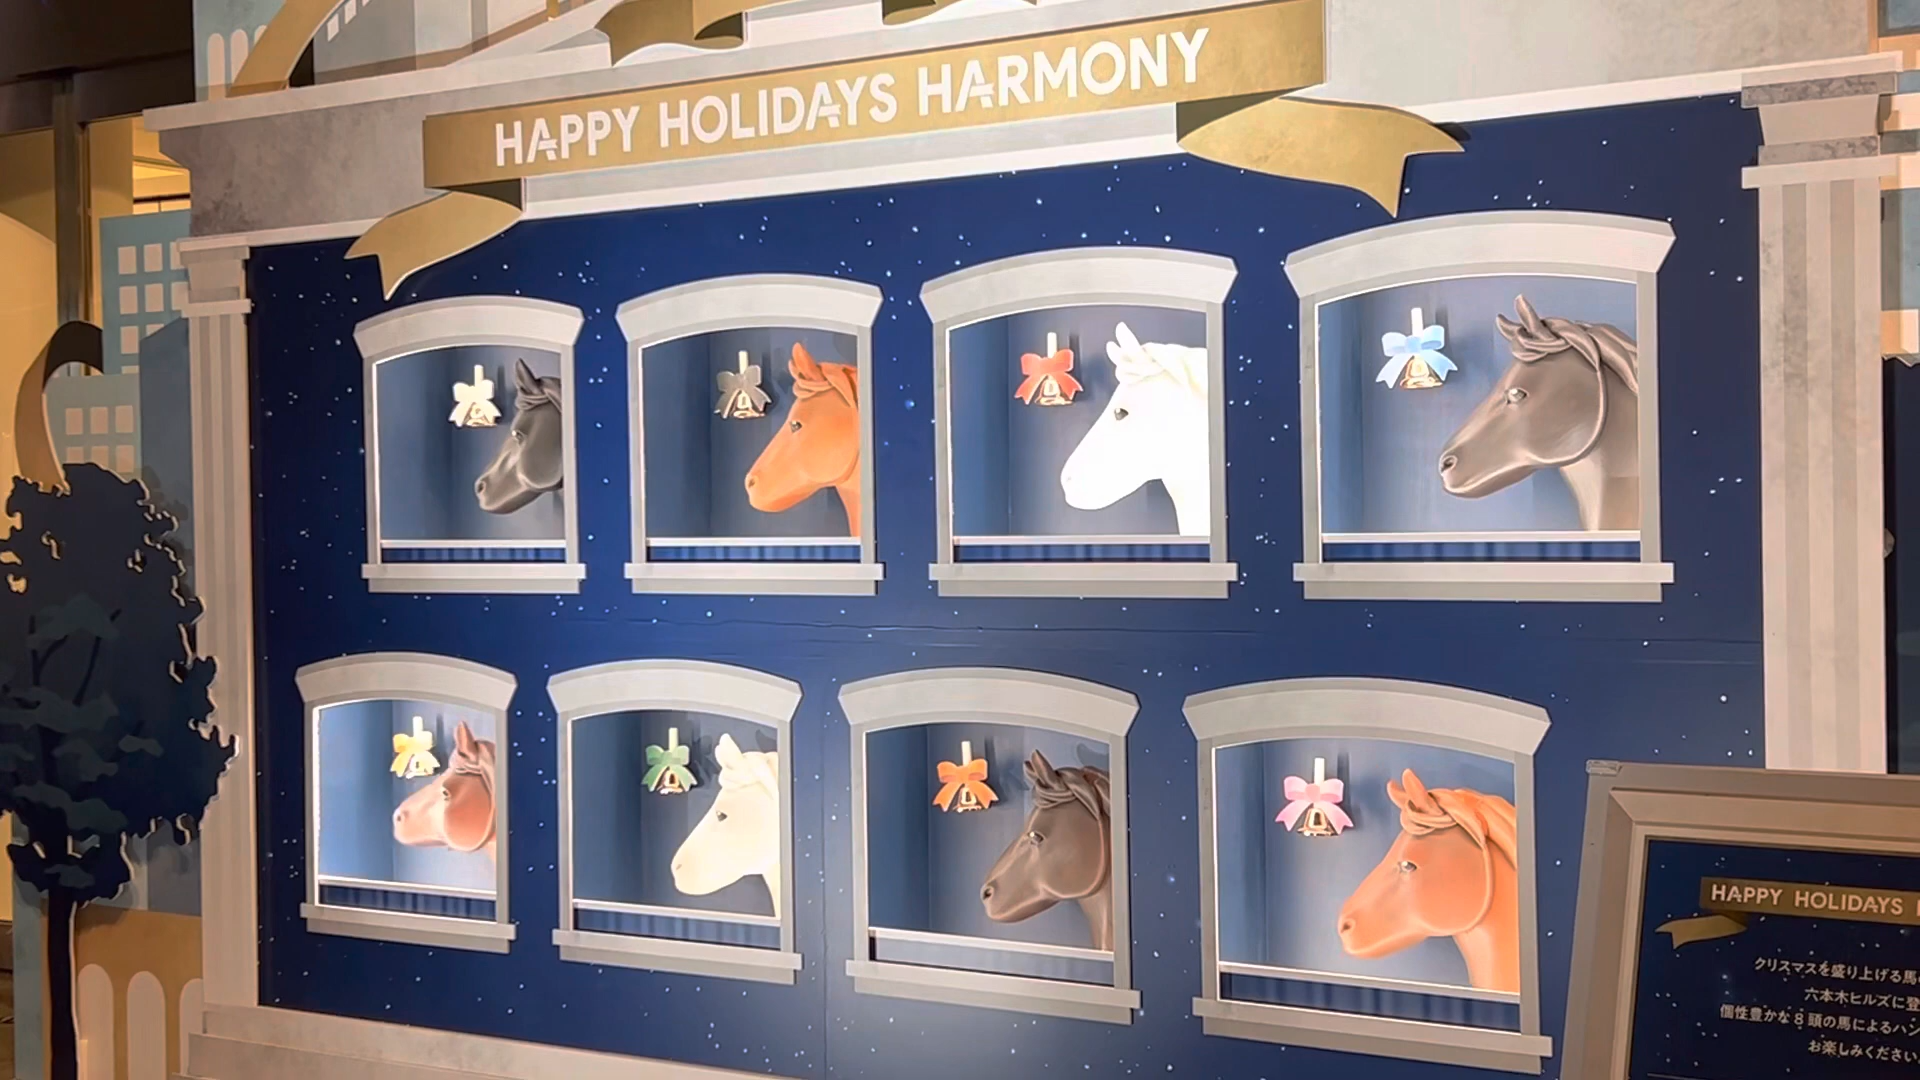 HAPPY HOLIDAYS HARMONY
HAPPY HOLIDAYS
クリスマスを盛り上げる馬
六本木ヒルズに登
個性豊かな8頭の馬によるハン
お楽しみください